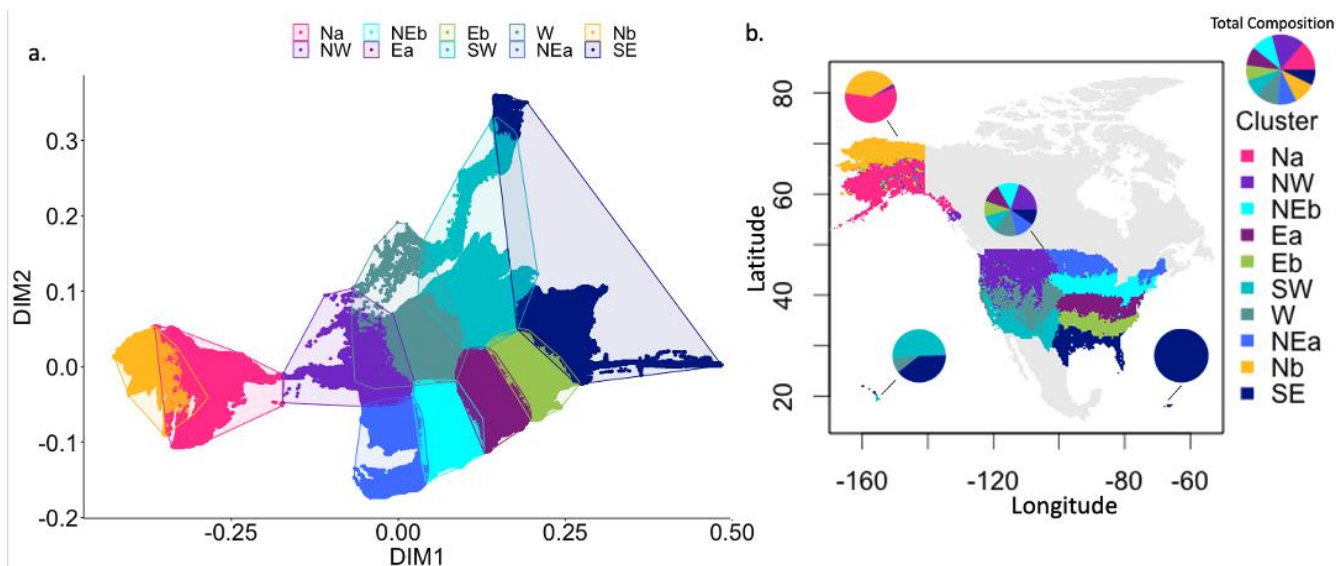 a.
Na NEb Eb W Nb
NW Ea SW NEa SE
DIM2
0.3
0.2
0.1
0.0
-0.1
-0.2
-0.25 0.00 0.25 0.50
DIM1
b.
Total Composition
Latitude
80
60
40
20
-160 -120 -80 -60
Longitude
Cluster
Na
NW
NEb
Ea
Eb
SW
W
NEa
Nb
SE